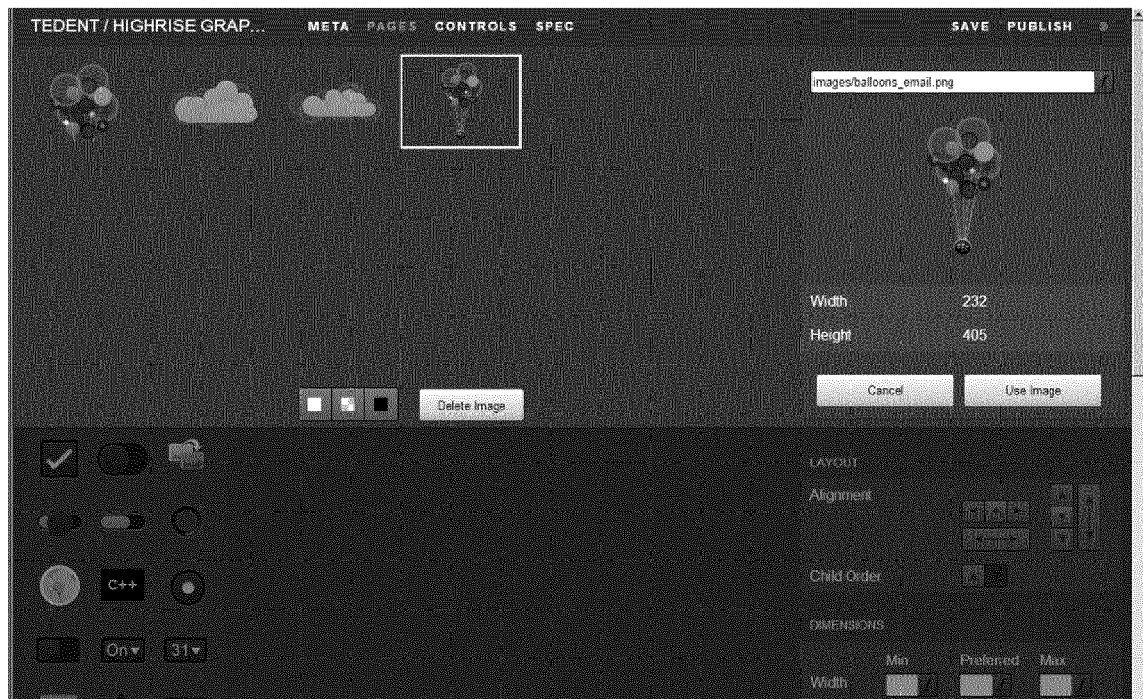 TEDENT / HIGHRISE GRAP... META PAGES CONTROLS SPEC SAVE PUBLISH
images/balloons_email.png
Width 232
Height 405
Delete Image Cancel Use Image
LAYOUT
Alignment
C++
Child Order
DIMENSIONS
On 31
Min Preferred Max
Width